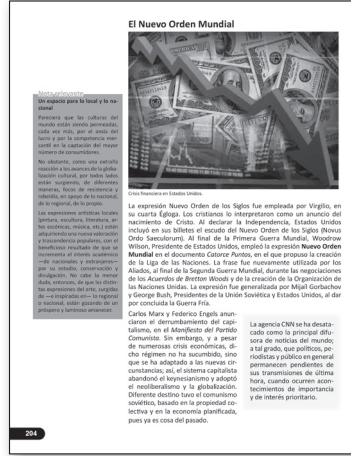 El Nuevo Orden Mundial
Nota relevante
Un espacio para lo local y lo na-
cional
Pareciera que las culturas del
mundo están siendo permeadas,
cada vez más, por el ansia del
lucro y por la competencia mer-
cantil en la captación del mayor
número de consumidores.
No obstante, como una extraña
reacción a los avances de la globa-
lización cultural, por todos lados
están surgiendo, de diferentes
maneras, focos de resistencia y
rebeldía, en apoyo de lo nacional,
de lo regional, de lo propio.
Las expresiones artísticas locales
(pintura, escultura, literatura, ar-
tes escénicas, música, etc.) están
adquiriendo una nueva valoración
y trascendencia populares, con el
beneficioso resultado de que se
incrementa el interés académico
—de nacionales y extranjeros—
por su estudio, conservación y
divulgación. No cabe la menor
duda, entonces, de que las distin-
tas expresiones del arte, surgidas
de —e inspiradas en— lo regional
o nacional, están gozando de un
próspero y luminoso amanecer.
Crisis financiera en Estados Unidos.
La expresión Nuevo Orden de los Siglos fue empleada por Virgilio, en
su cuarta Égloga. Los cristianos lo interpretaron como un anuncio del
nacimiento de Cristo. Al declarar la Independencia, Estados Unidos
incluyó en sus billetes el escudo del Nuevo Orden de los Siglos (Novus
Ordo Saeculorum). Al final de la Primera Guerra Mundial, Woodrow
Wilson, Presidente de Estados Unidos, empleó la expresión Nuevo Orden
Mundial en el documento Catorce Puntos, en el que propuso la creación
de la Liga de las Naciones. La frase fue nuevamente utilizada por los
Aliados, al final de la Segunda Guerra Mundial, durante las negociaciones
de los Acuerdos de Bretton Woods y de la creación de la Organización de
las Naciones Unidas. La expresión fue generalizada por Mijaíl Gorbachov
y George Bush, Presidentes de la Unión Soviética y Estados Unidos, al dar
por concluida la Guerra Fría.
Carlos Marx y Federico Engels anun-
ciaron el derrumbamiento del capi-
talismo, en el Manifiesto del Partido
Comunista. Sin embargo, y a pesar
de numerosas crisis económicas, di-
cho régimen no ha sucumbido, sino
que se ha adaptado a las nuevas cir-
cunstancias; así, el sistema capitalista
abandonó el keynesianismo y adoptó
el neoliberalismo y la globalización.
Diferente destino tuvo el comunismo
soviético, basado en la propiedad co-
lectiva y en la economía planificada,
pues ya es cosa del pasado.
La agencia CNN se ha desata-
cado como la principal difu-
sora de noticias del mundo;
a tal grado, que políticos, pe-
riodistas y público en general
permanecen pendientes de
sus transmisiones de última
hora, cuando ocurren acon-
tecimientos de importancia
y de interés prioritario.
204